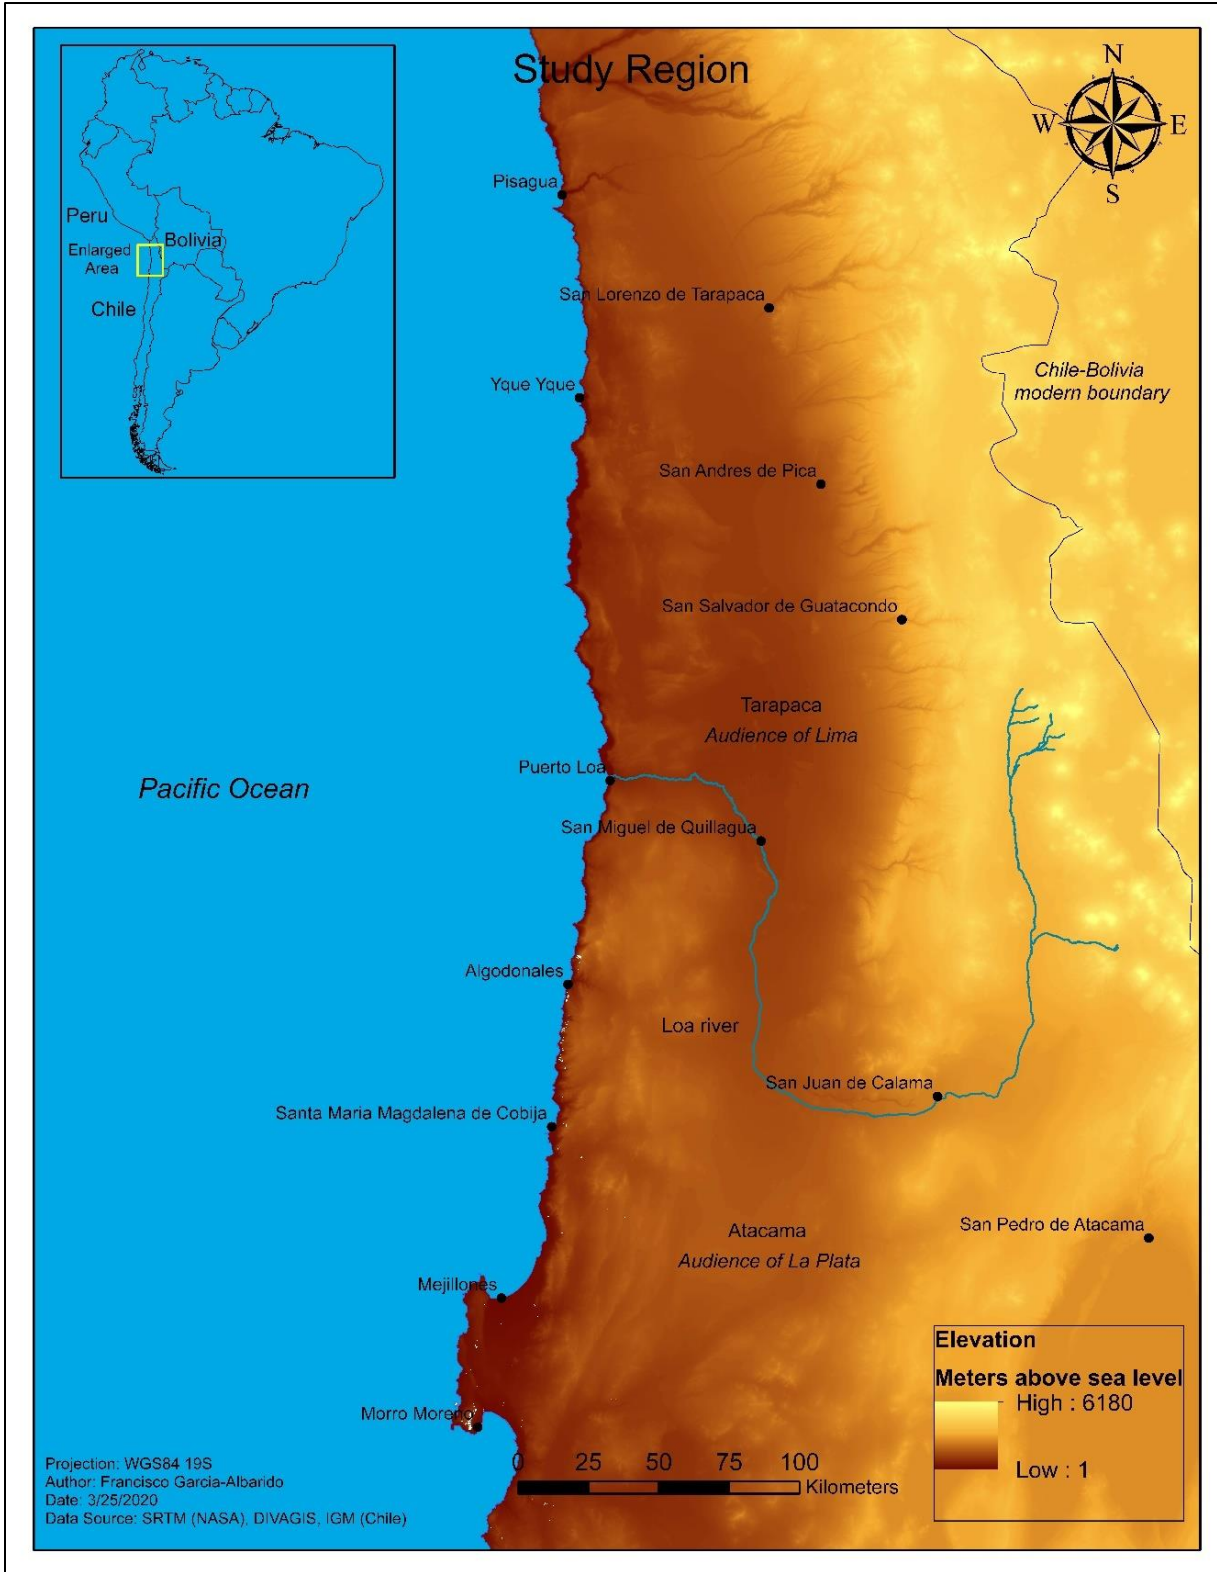 Study Region
N
W
E
S
Peru
Bolivia
Enlarged
Area
Chile
Pisagua
San Lorenzo de Tarapaca
Chile-Bolivia
modern boundary
Yque Yque
San Andres de Pica
San Salvador de Guatacondo
Tarapaca
Audience of Lima
Puerto Loa
Pacific Ocean
San Miguel de Quillagua
Algodonales
Loa river
San Juan de Calama
Santa Maria Magdalena de Cobija
San Pedro de Atacama
Atacama
Audience of La Plata
Mejillones
Elevation
Meters above sea level
High : 6180
Low : 1
Morro Moreno
0 25 50 75 100
Kilometers
Projection: WGS84 19S
Author: Francisco Garcia-Albarido
Date: 3/25/2020
Data Source: SRTM (NASA), DIVAGIS, IGM (Chile)